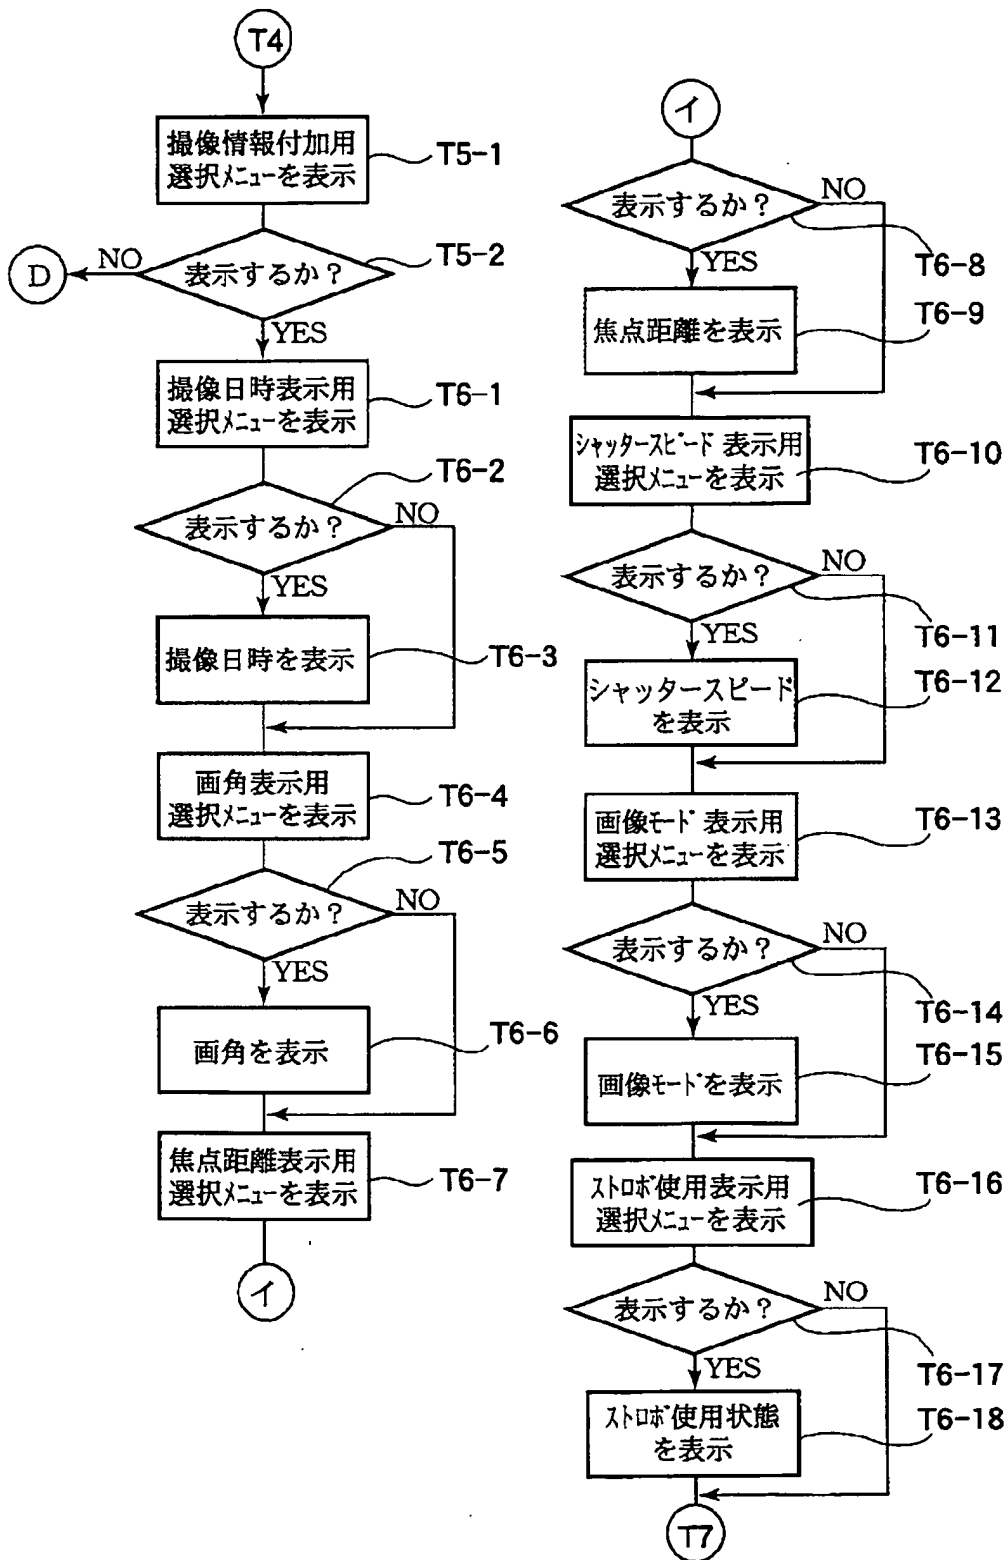 T4
撮像情報付加用
選択メニューを表示
T5-1
表示するか？
T5-2
NO
D
YES
撮像日時表示用
選択メニューを表示
T6-1
T6-2
表示するか？
NO
YES
撮像日時を表示
T6-3
画角表示用
選択メニューを表示
T6-4
T6-5
表示するか？
NO
YES
画角を表示
T6-6
焦点距離表示用
選択メニューを表示
T6-7
イ
イ
表示するか？
NO
T6-8
YES
焦点距離を表示
T6-9
シャッタースピード表示用
選択メニューを表示
T6-10
表示するか？
NO
T6-11
YES
シャッタースピード
を表示
T6-12
画像モード表示用
選択メニューを表示
T6-13
表示するか？
NO
T6-14
YES
画像モードを表示
T6-15
ストロボ使用表示用
選択メニューを表示
T6-16
表示するか？
NO
T6-17
YES
ストロボ使用状態
を表示
T6-18
T7